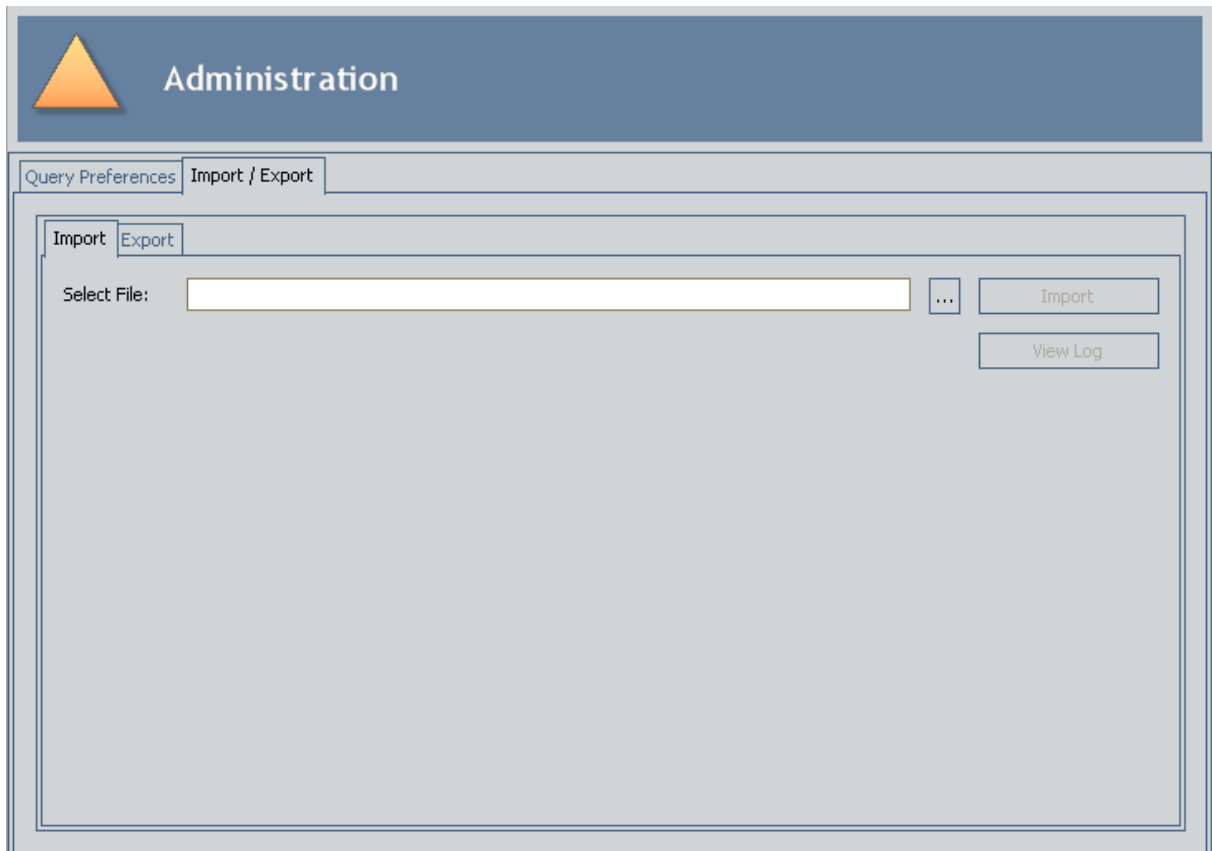 Administration
Query Preferences Import / Export
Import Export
Select File: ... Import
View Log